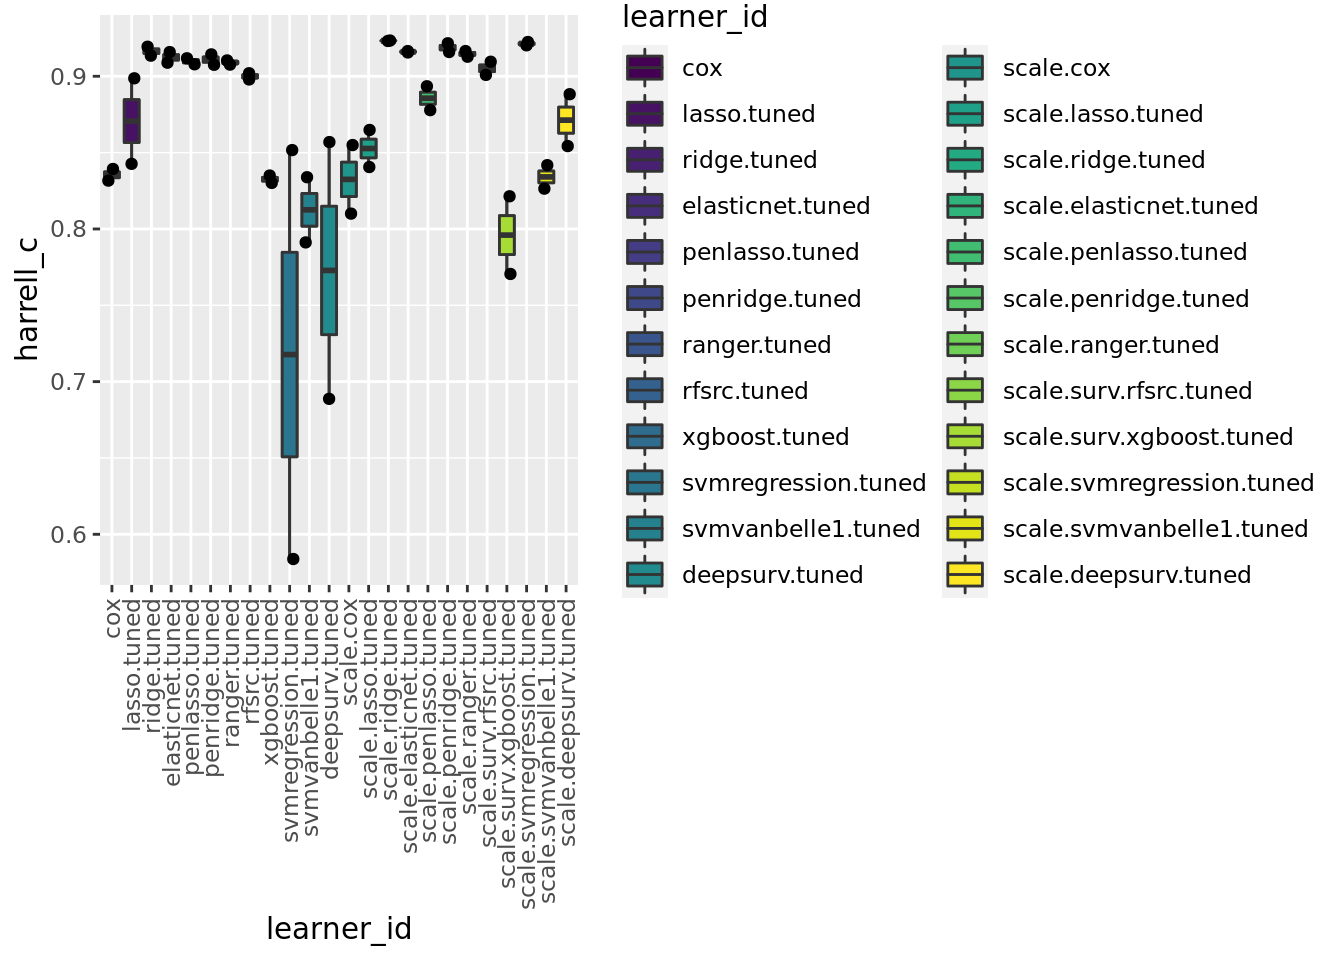 learner_id
cox
lasso.tuned
ridge.tuned
elasticnet.tuned
penlasso.tuned
penridge.tuned
ranger.tuned
rfsrc.tuned
xgboost.tuned
svmregression.tuned
svmvanbelle1.tuned
deepsurv.tuned
scale.cox
scale.lasso.tuned
scale.ridge.tuned
scale.elasticnet.tuned
scale.penlasso.tuned
scale.penridge.tuned
scale.ranger.tuned
scale.surv.rfsrc.tuned
scale.surv.xgboost.tuned
scale.svmregression.tuned
scale.svmvanbelle1.tuned
scale.deepsurv.tuned
harrell_c
0.9
0.8
0.7
0.6
cox
lasso.tuned
ridge.tuned
elasticnet.tuned
penlasso.tuned
penridge.tuned
ranger.tuned
rfsrc.tuned
xgboost.tuned
svmregression.tuned
svmvanbelle1.tuned
deepsurv.tuned
scale.cox
scale.lasso.tuned
scale.ridge.tuned
scale.elasticnet.tuned
scale.penlasso.tuned
scale.penridge.tuned
scale.ranger.tuned
scale.surv.rfsrc.tuned
scale.surv.xgboost.tuned
scale.svmregression.tuned
scale.svmvanbelle1.tuned
scale.deepsurv.tuned
learner_id